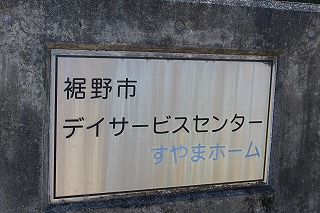 裾野市
デイサービスセンター
すやまホーム